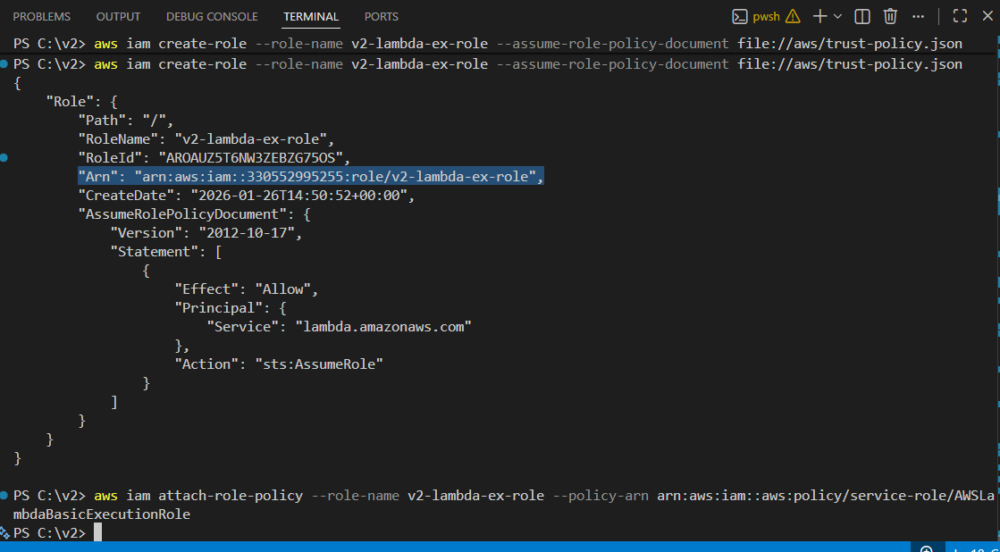 PROBLEMS OUTPUT DEBUG CONSOLE TERMINAL PORTS pwsh
PS C:\v2> aws iam create-role --role-name v2-lambda-ex-role --assume-role-policy-document file://aws/trust-policy.json
PS C:\v2> aws iam create-role --role-name v2-lambda-ex-role --assume-role-policy-document file://aws/trust-policy.json
{
    "Role": {
        "Path": "/",
        "RoleName": "v2-lambda-ex-role",
        "RoleId": "AROAUZ5T6NW3ZEBZG75OS",
        "Arn": "arn:aws:iam::330552995255:role/v2-lambda-ex-role",
        "CreateDate": "2026-01-26T14:50:52+00:00",
        "AssumeRolePolicyDocument": {
            "Version": "2012-10-17",
            "Statement": [
                {
                    "Effect": "Allow",
                    "Principal": {
                        "Service": "lambda.amazonaws.com"
                    },
                    "Action": "sts:AssumeRole"
                }
            ]
        }
    }
}
PS C:\v2> aws iam attach-role-policy --role-name v2-lambda-ex-role --policy-arn arn:aws:iam::aws:policy/service-role/AWSLa
mbdaBasicExecutionRole
PS C:\v2>